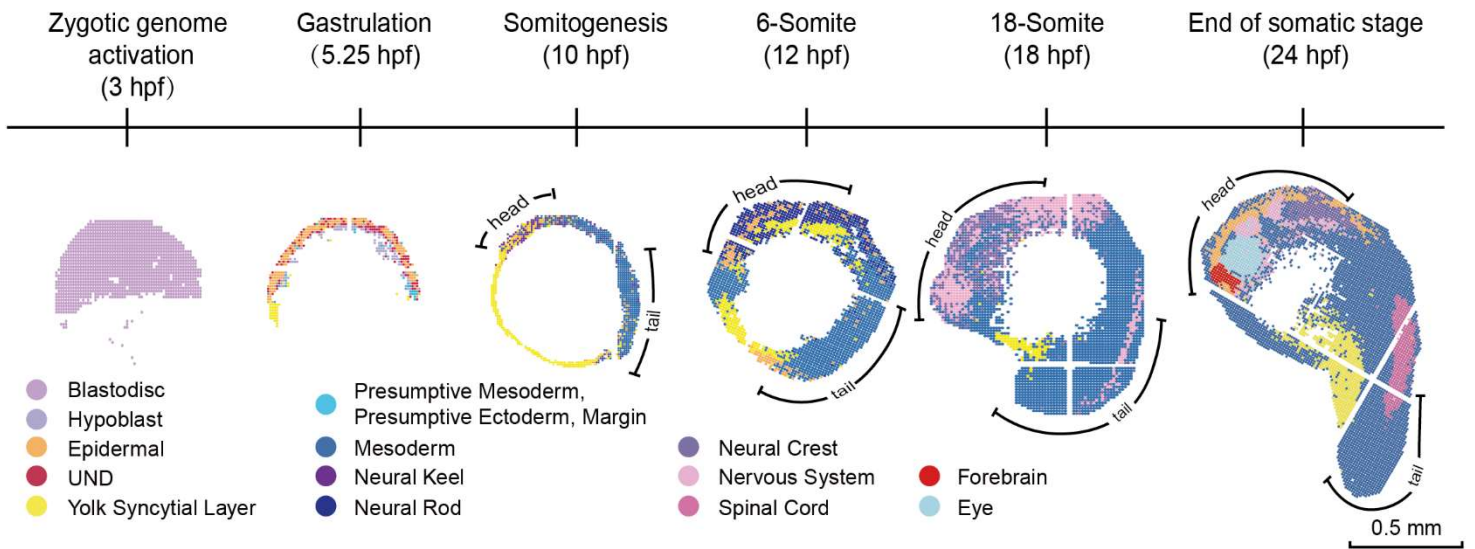 Zygotic genome
activation
(3 hpf)
Gastrulation
(5.25 hpf)
Somitogenesis
(10 hpf)
6-Somite
(12 hpf)
18-Somite
(18 hpf)
End of somatic stage
(24 hpf)
head
tail
head
tail
head
tail
head
tail
Blastodisc
Hypoblast
Epidermal
UND
Yolk Syncytial Layer
Presumptive Mesoderm,
Presumptive Ectoderm, Margin
Mesoderm
Neural Keel
Neural Rod
Neural Crest
Nervous System
Spinal Cord
Forebrain
Eye
0.5 mm